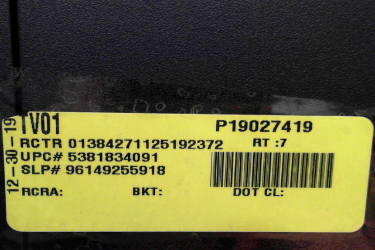 12-30-19
TV01 P19027419
RCTR 01384271125192372 RT :7
UPC# 5381834091
SLP# 96149255918
RCRA: BKT: DOT CL: